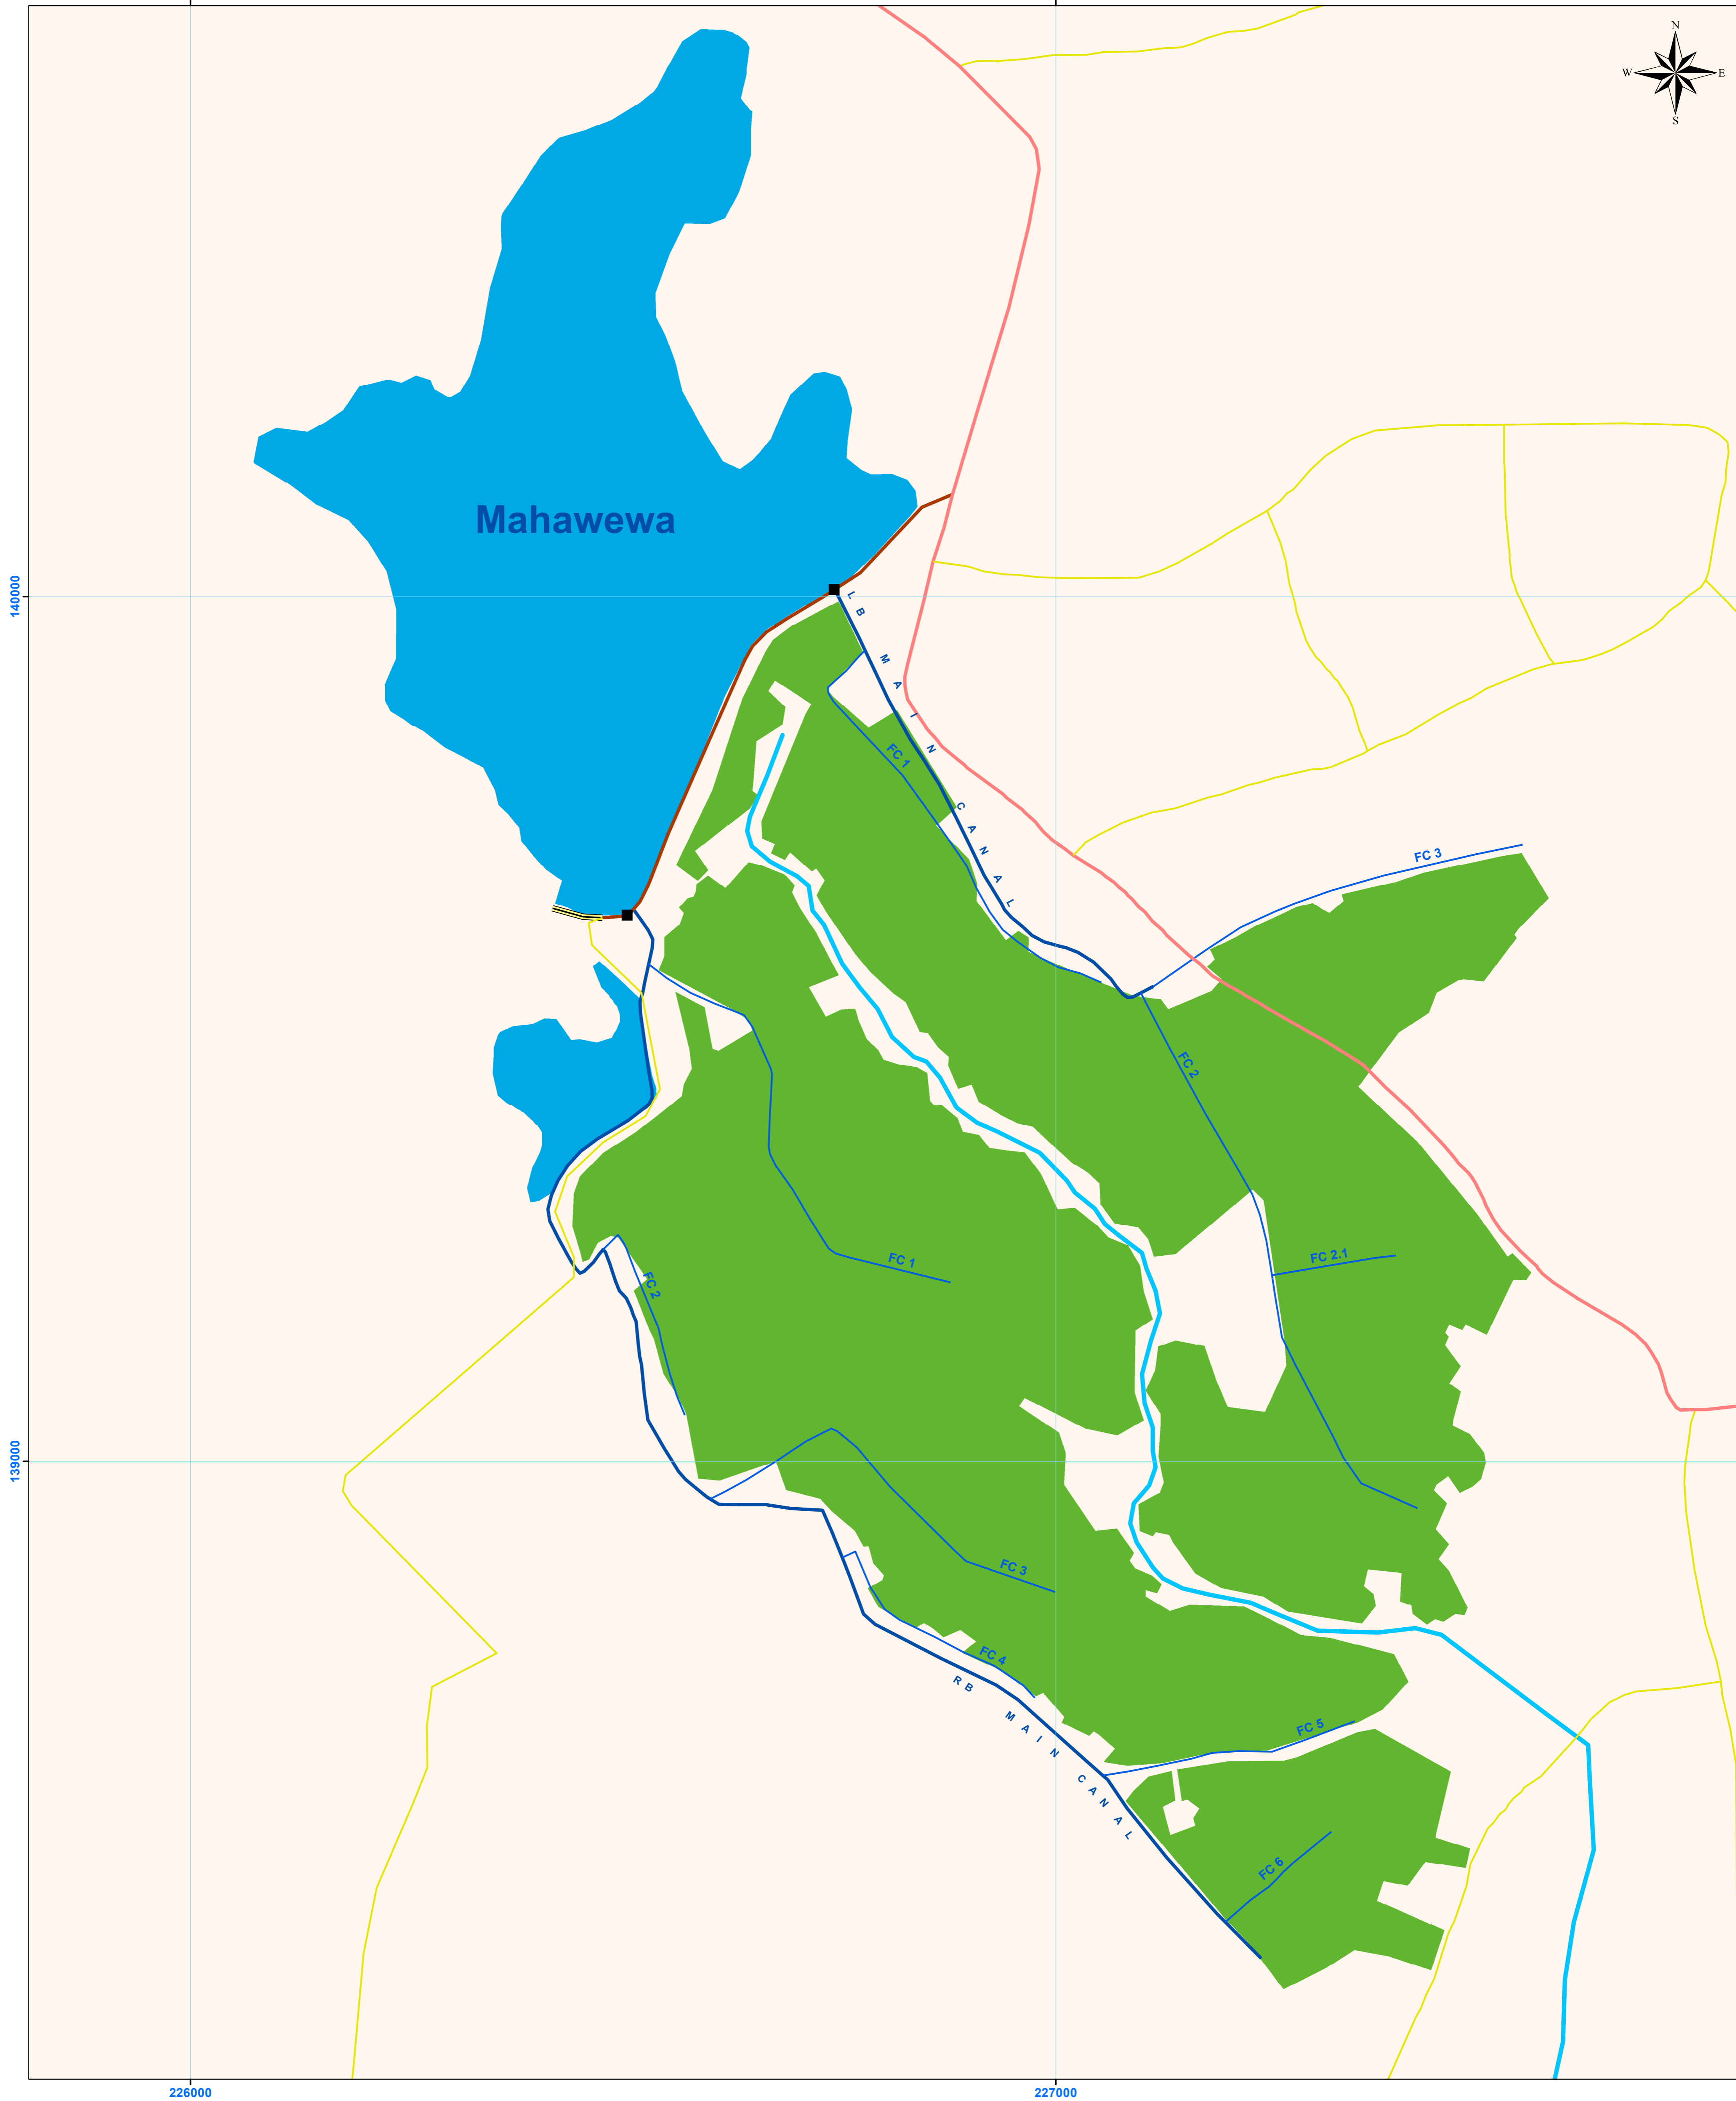 N
W E
S
Mahawewa
140000
LB MAIN CANAL
FC 1
FC 3
FC 2
FC 1
FC 2.1
FC 2
139000
FC 3
FC 4
RB MAIN CANAL
FC 5
FC 6
226000 227000